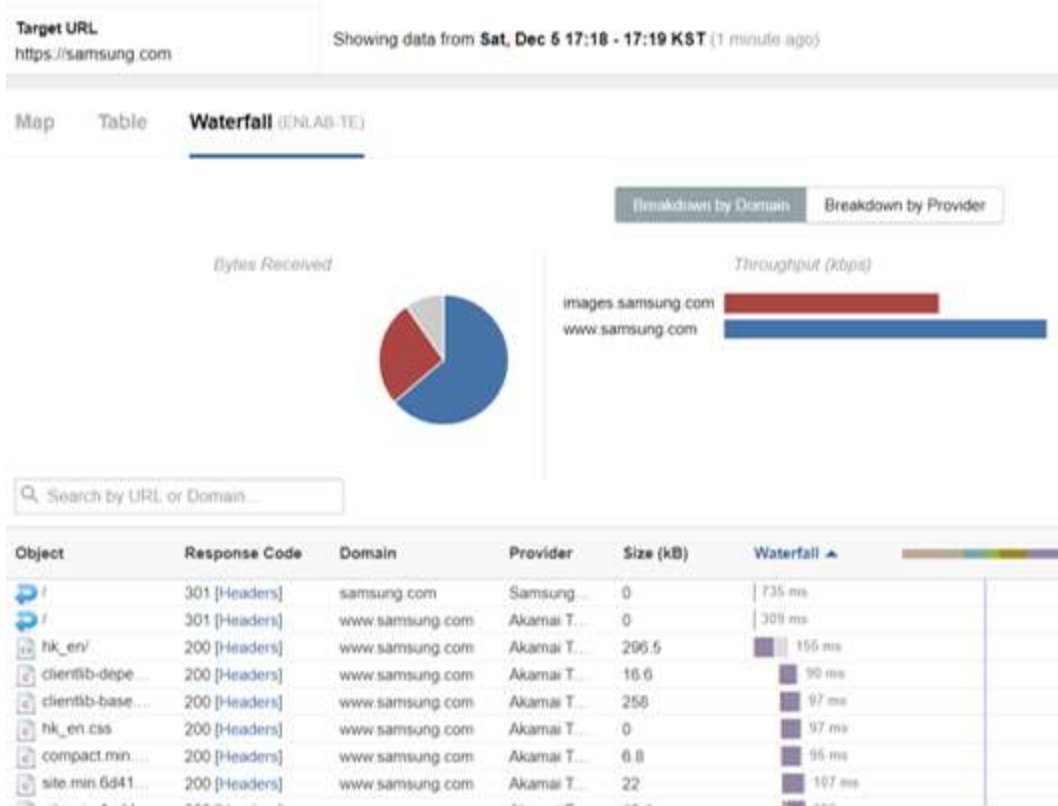 Target URL
https://samsung.com
Showing data from Sat, Dec 5 17:18 - 17:19 KST (1 minute ago)
Map Table Waterfall (ENLAB-TE)
Breakdown by Domain Breakdown by Provider
Bytes Received
Throughput (kbps)
images.samsung.com
www.samsung.com
Search by URL or Domain...
Object Response Code Domain Provider Size (kB) Waterfall
/ 301 [Headers] samsung.com Samsung... 0 735 ms
/ 301 [Headers] www.samsung.com Akamai T... 0 309 ms
hk_en/ 200 [Headers] www.samsung.com Akamai T... 296.5 155 ms
clientlib-depe... 200 [Headers] www.samsung.com Akamai T... 16.6 90 ms
clientlib-base.... 200 [Headers] www.samsung.com Akamai T... 258 97 ms
hk_en.css 200 [Headers] www.samsung.com Akamai T... 0 97 ms
compact.min.... 200 [Headers] www.samsung.com Akamai T... 6.8 95 ms
site.min.6d41... 200 [Headers] www.samsung.com Akamai T... 22 107 ms